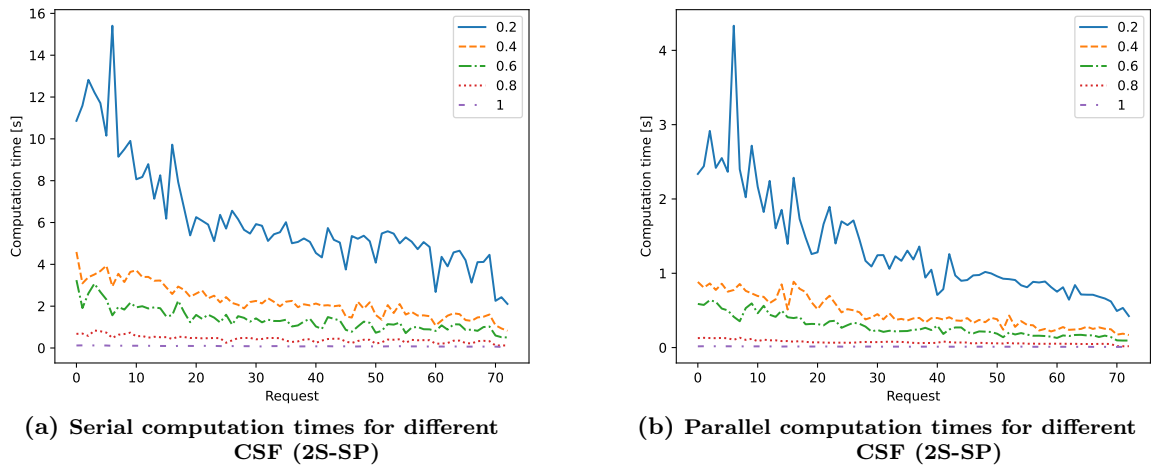 16
14
12
10
8
6
4
2
0
Computation time [s]
0.2
0.4
0.6
0.8
1
0 10 20 30 40 50 60 70
Request
(a) Serial computation times for different
CSF (2S-SP)
4
3
2
1
0
Computation time [s]
0.2
0.4
0.6
0.8
1
0 10 20 30 40 50 60 70
Request
(b) Parallel computation times for different
CSF (2S-SP)